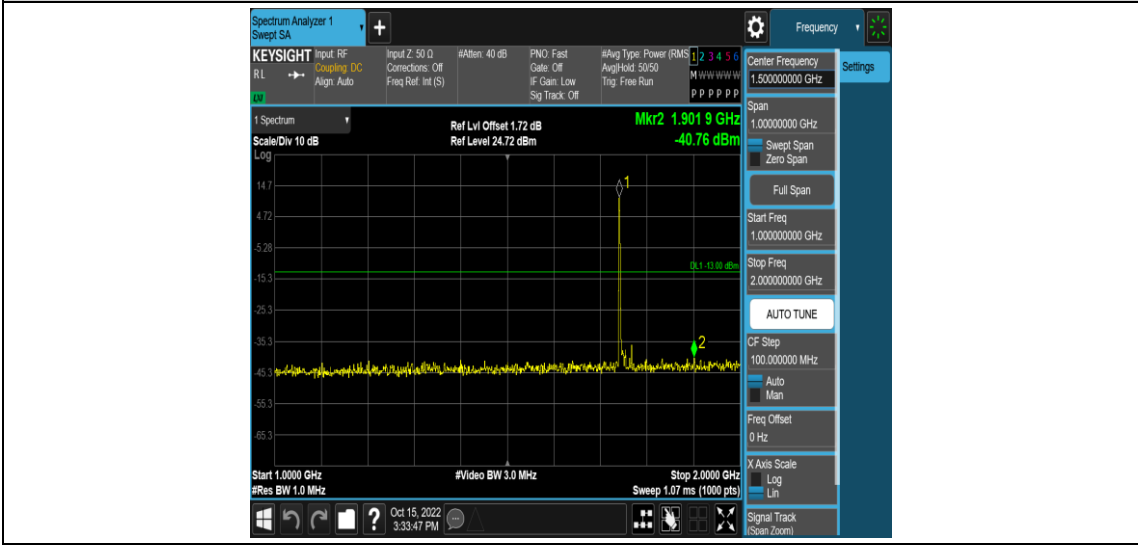 Spectrum Analyzer 1
Swept SA
+
Frequency
KEYSIGHT
RL
LNI
Input: RF
Coupling: DC
Align: Auto
Input Z: 50 Ω
Corrections: Off
Freq Ref: Int (S)
#Atten: 40 dB
PNO: Fast
Gate: Off
IF Gain: Low
Sig Track: Off
#Avg Type: Power (RMS
Avg|Hold: 50/50
Trig: Free Run
1 2 3 4 5 6
M W W W W W
P P P P P P
1 Spectrum
Scale/Div 10 dB
Ref Lvl Offset 1.72 dB
Ref Level 24.72 dBm
Mkr2 1.901 9 GHz
-40.76 dBm
Log
14.7
4.72
-5.28
-15.3
-25.3
-35.3
-45.3
-55.3
-65.3
1
DL1 -13.00 dBm
2
Start 1.0000 GHz
#Res BW 1.0 MHz
#Video BW 3.0 MHz
Stop 2.0000 GHz
Sweep 1.07 ms (1000 pts)
Center Frequency
1.500000000 GHz
Settings
Span
1.00000000 GHz
Swept Span
Zero Span
Full Span
Start Freq
1.000000000 GHz
Stop Freq
2.000000000 GHz
AUTO TUNE
CF Step
100.000000 MHz
Auto
Man
Freq Offset
0 Hz
X Axis Scale
Log
Lin
Signal Track
(Span Zoom)
?
Oct 15, 2022
3:33:47 PM